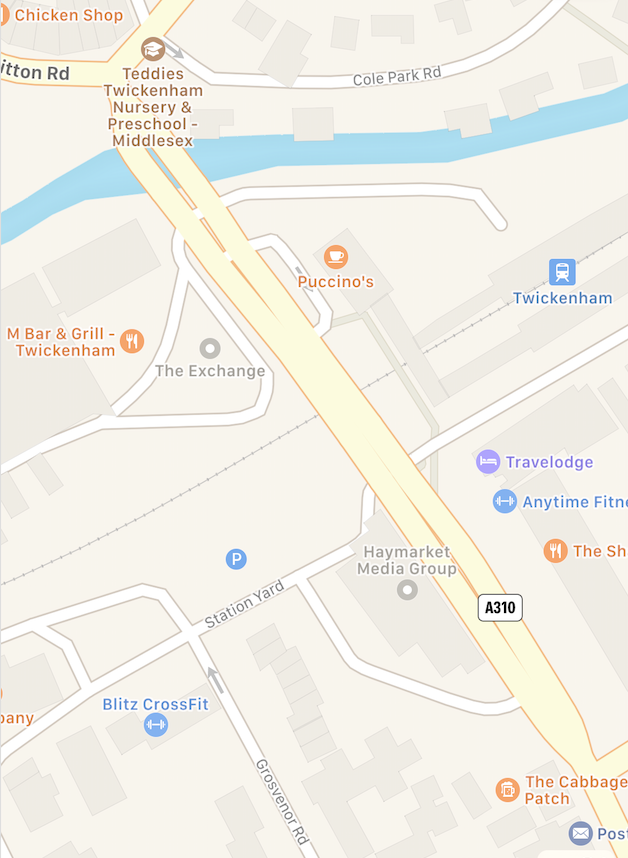 Chicken Shop
itton Rd
Cole Park Rd
Teddies
Twickenham
Nursery &
Preschool -
Middlesex
Puccino's
Twickenham
M Bar & Grill -
Twickenham
The Exchange
Travelodge
Anytime Fitne
The Sh
Haymarket
Media Group
P
Station Yard
A310
Blitz CrossFit
pany
Grosvenor Rd
The Cabbage
Patch
Post